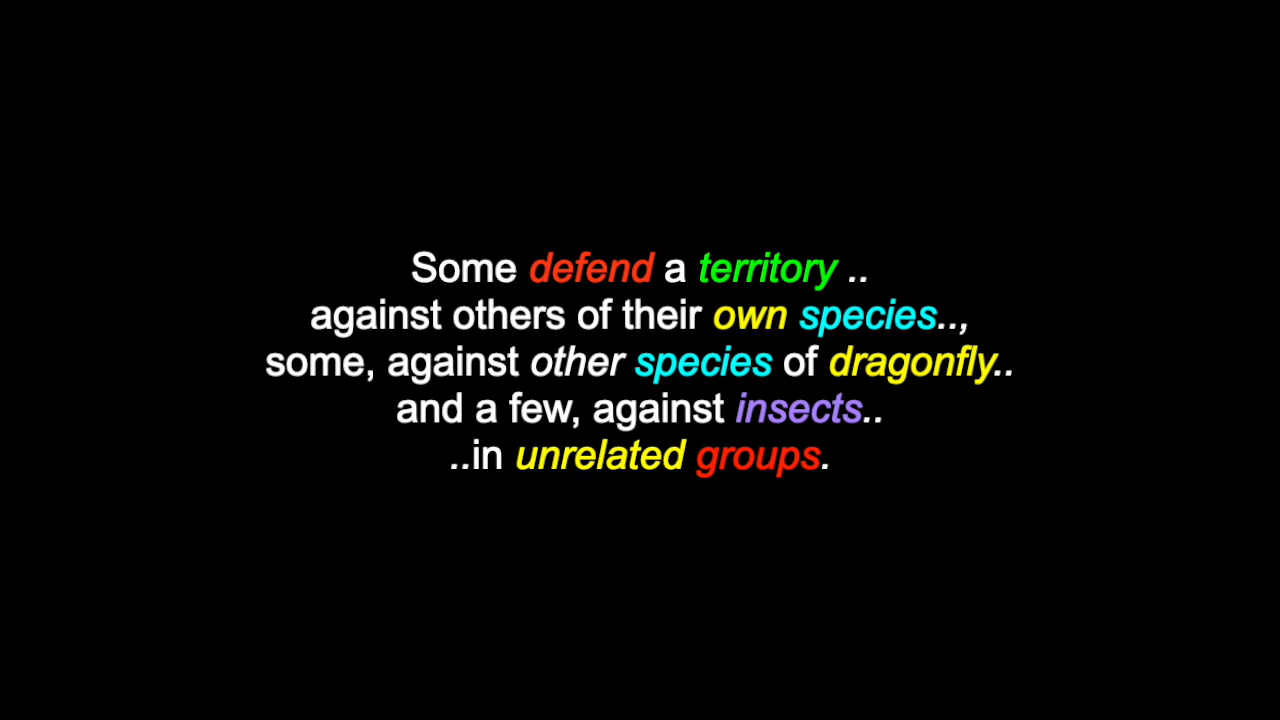 Some defend a territory ..
against others of their own species..,
some, against other species of dragonfly..
and a few, against insects..
..in unrelated groups.